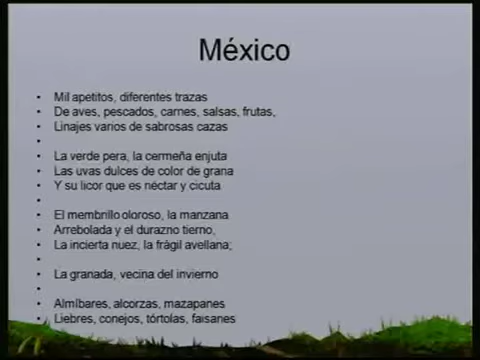 México
• Mil apetitos, diferentes trazas
• De aves, pescados, carnes, salsas, frutas,
• Linajes varios de sabrosas cazas
•
• La verde pera, la cermeña enjuta
• Las uvas dulces de color de grana
• Y su licor que es néctar y cicuta
•
• El membrillo oloroso, la manzana
• Arrebolada y el durazno tierno,
• La incierta nuez, la frágil avellana;
•
• La granada, vecina del invierno
•
• Almíbares, alcorzas, mazapanes
• Liebres, conejos, tórtolas, faisanes